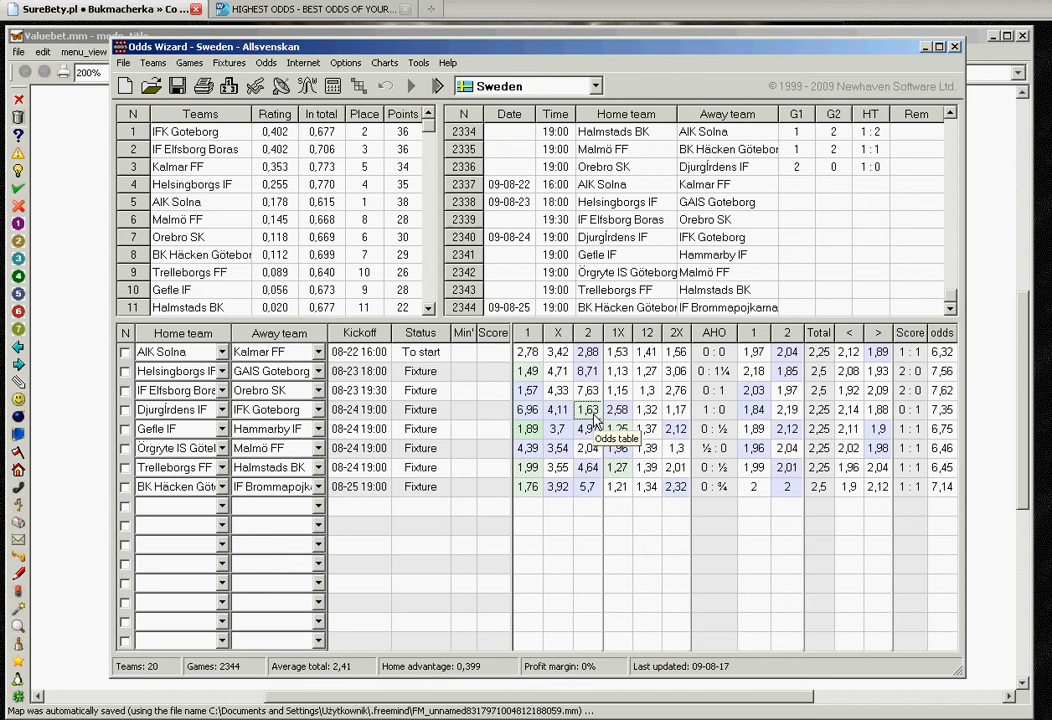 SureBety.pl • Bukmacherka » Co ...
HIGHEST ODDS - BEST ODDS OF YOUR...
file edit menu_view
200%
Odds Wizard - Sweden - Allsvenskan
File Teams Games Fixtures Odds Internet Options Charts Tools Help
Sweden
© 1999 - 2009 Newhaven Software Ltd.
N Teams Rating In total Place Points
1 IFK Goteborg 0,402 0,677 2 36
2 IF Elfsborg Boras 0,402 0,706 3 36
3 Kalmar FF 0,353 0,773 5 34
4 Helsingborgs IF 0,255 0,770 4 35
5 AIK Solna 0,178 0,615 1 38
6 Malmö FF 0,145 0,668 8 28
7 Orebro SK 0,118 0,669 6 30
8 BK Häcken Götebor 0,112 0,699 7 29
9 Trelleborgs FF 0,089 0,640 10 26
10 Gefle IF 0,056 0,673 9 28
11 Halmstads BK 0,020 0,677 11 22
N Date Time Home team Away team G1 G2 HT Rem
2334 19:00 Halmstads BK AIK Solna 1 2 1 : 2
2335 19:00 Malmö FF BK Häcken Götebor 1 2 1 : 1
2336 19:00 Orebro SK DjurgÍrdens IF 2 0 1 : 0
2337 09-08-22 16:00 AIK Solna Kalmar FF
2338 09-08-23 18:00 Helsingborgs IF GAIS Goteborg
2339 19:30 IF Elfsborg Boras Orebro SK
2340 09-08-24 19:00 DjurgÍrdens IF IFK Goteborg
2341 19:00 Gefle IF Hammarby IF
2342 19:00 Örgryte IS Göteborg Malmö FF
2343 19:00 Trelleborgs FF Halmstads BK
2344 09-08-25 19:00 BK Häcken Götebor IF Brommapojkarna
N Home team Away team Kickoff Status Min' Score 1 X 2 1X 12 2X AHO 1 2 Total < > Score odds
AIK Solna Kalmar FF 08-22 16:00 To start 2,78 3,42 2,88 1,53 1,41 1,56 0 : 0 1,97 2,04 2,25 2,12 1,89 1 : 1 6,32
Helsingborgs IF GAIS Goteborg 08-23 18:00 Fixture 1,49 4,71 8,71 1,13 1,27 3,06 0 : 1¼ 2,18 1,85 2,5 2,08 1,93 2 : 0 7,56
IF Elfsborg Bora Orebro SK 08-23 19:30 Fixture 1,57 4,33 7,63 1,15 1,3 2,76 0 : 1 2,03 1,97 2,5 1,92 2,09 2 : 0 7,62
DjurgÍrdens IF IFK Goteborg 08-24 19:00 Fixture 6,96 4,11 1,63 2,58 1,32 1,17 1 : 0 1,84 2,19 2,25 2,14 1,88 0 : 1 7,35
Gefle IF Hammarby IF 08-24 19:00 Fixture 1,89 3,7 1,25 1,37 2,12 0 : ½ 1,89 2,12 2,5 2,11 1,9 1 : 1 6,75
Odds table
Örgryte IS Götel Malmö FF 08-24 19:00 Fixture 4,39 3,54 2,04 1,96 1,39 1,3 ½ : 0 1,96 2,04 2,25 2,02 1,98 1 : 1 6,46
Trelleborgs FF Halmstads BK 08-24 19:00 Fixture 1,99 3,55 4,64 1,27 1,39 2,01 0 : ½ 1,99 2,01 2,25 1,96 2,04 1 : 1 6,45
BK Häcken Göt IF Brommapojk 08-25 19:00 Fixture 1,76 3,92 5,7 1,21 1,34 2,32 0 : ¾ 2 2 2,5 1,9 2,12 1 : 1 7,14
Teams: 20 Games: 2344 Average total: 2,41 Home advantage: 0,399 Profit margin: 0% Last updated: 09-08-17
Map was automatically saved (using the file name C:\Documents and Settings\Użytkownik\.freemind\FM_unnamed8317971004812188059.mm) ...